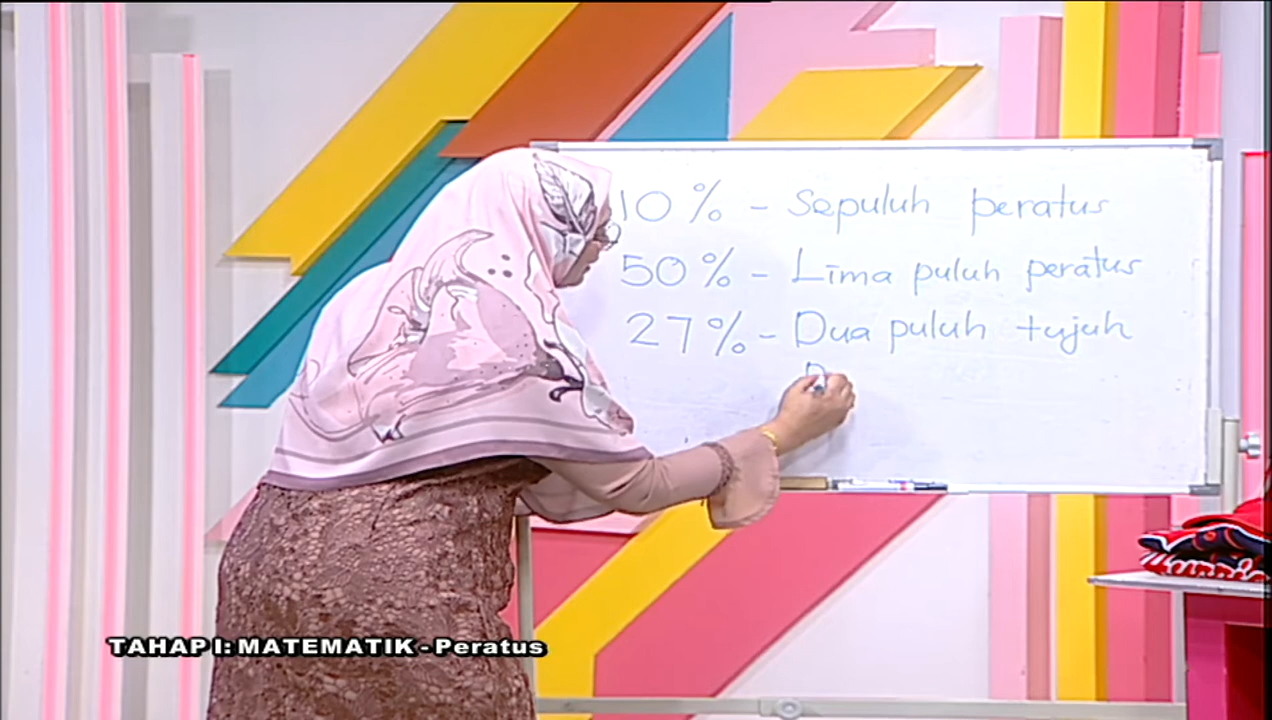 10% - Sepuluh peratus
50% - Lima puluh peratus
27% - Dua puluh tujuh
TAHAP I: MATEMATIK - Peratus